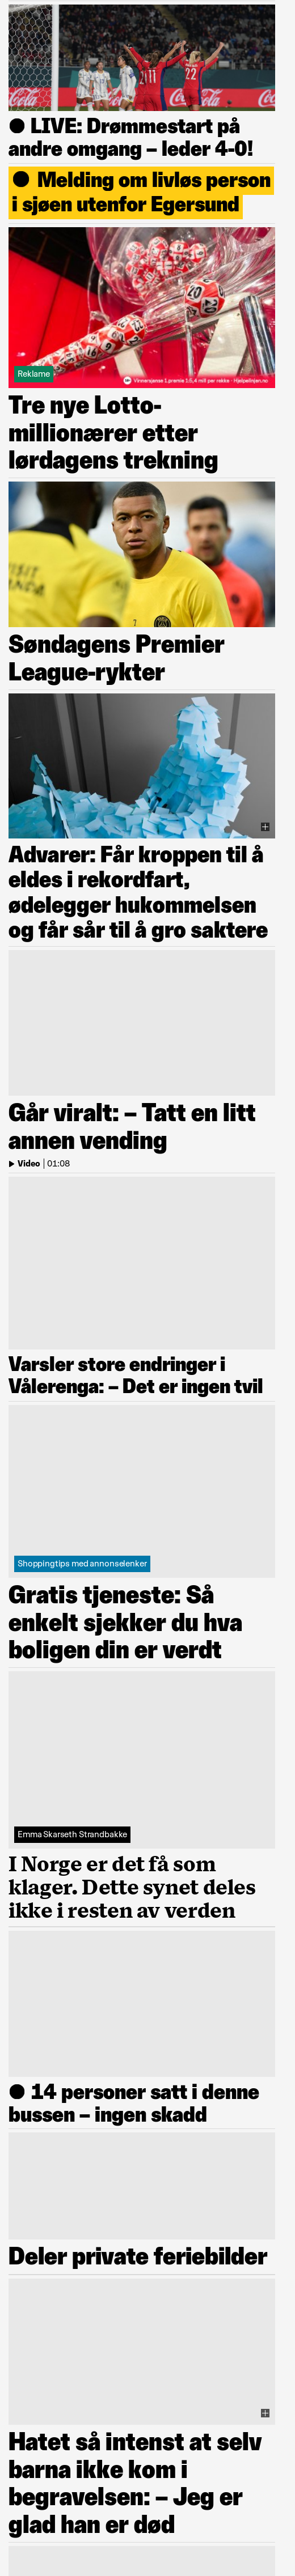 Coca-Cola
11
22
● LIVE: Drømmestart på
andre omgang – leder 4-0!
● Melding om livløs person
i sjøen utenfor Egersund
20
Reklame
Vinnersjanse 1.premie 1:5,4 mill per rekke - Hjelpelinjen.no
Tre nye Lotto-
millionærer etter
lørdagens trekning
7
Søndagens Premier
League-rykter
Advarer: Får kroppen til å
eldes i rekordfart,
ødelegger hukommelsen
og får sår til å gro saktere
Går viralt: – Tatt en litt
annen vending
Video | 01:08
Varsler store endringer i
Vålerenga: – Det er ingen tvil
Shoppingtips med annonselenker
Gratis tjeneste: Så
enkelt sjekker du hva
boligen din er verdt
Emma Skarseth Strandbakke
I Norge er det få som
klager. Dette synet deles
ikke i resten av verden
● 14 personer satt i denne
bussen – ingen skadd
Deler private feriebilder
Hatet så intenst at selv
barna ikke kom i
begravelsen: – Jeg er
glad han er død